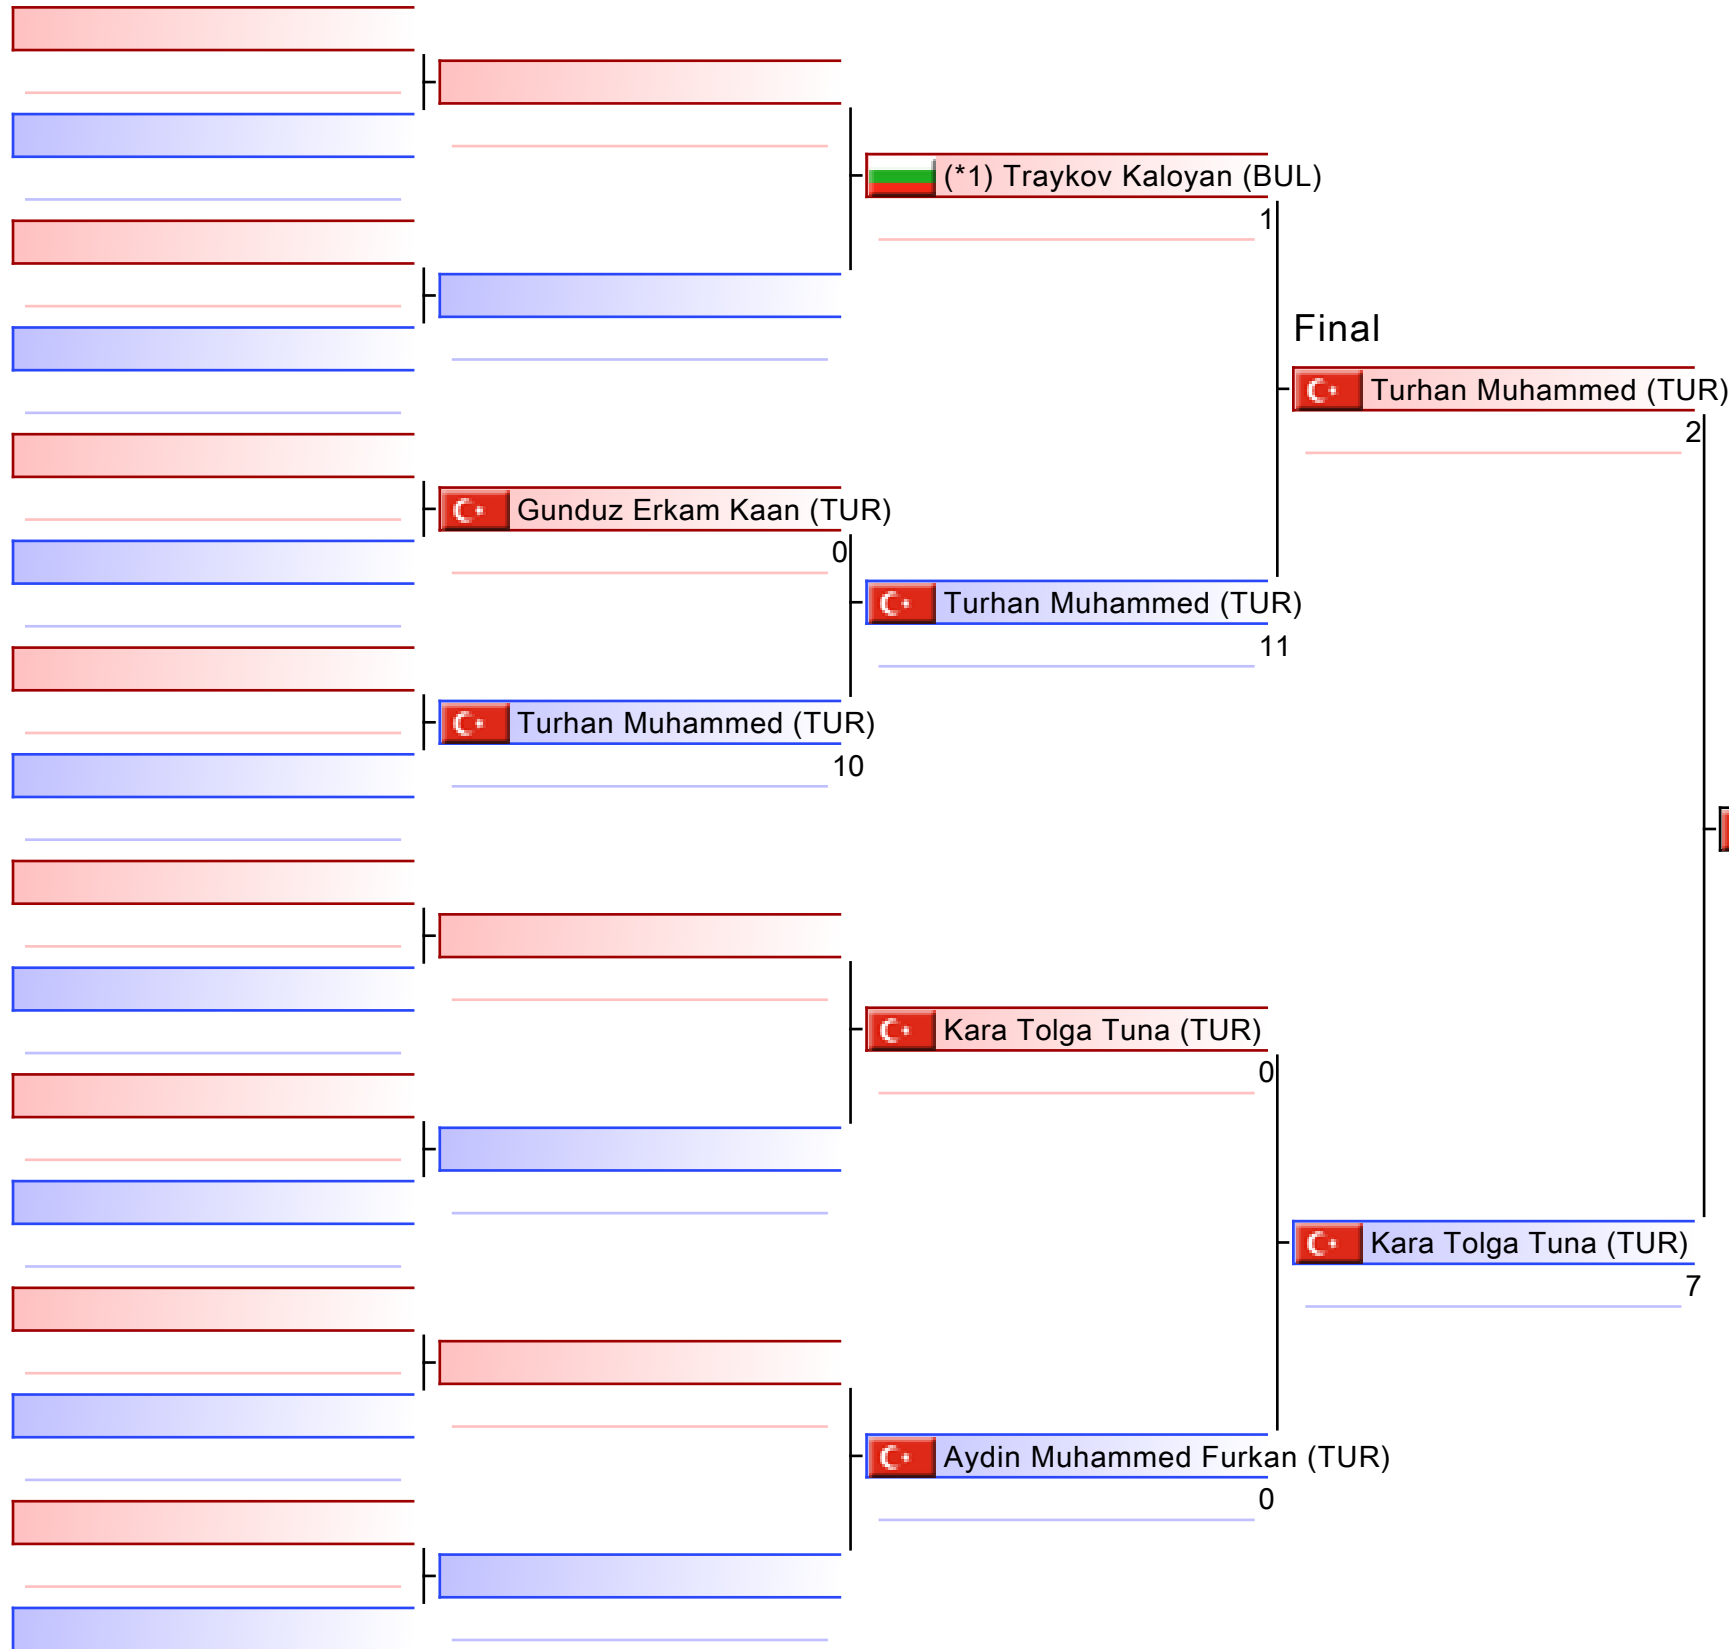 (*1) Traykov Kaloyan (BUL)
1
Final
Turhan Muhammed (TUR)
2
Gunduz Erkam Kaan (TUR)
0
Turhan Muhammed (TUR)
11
Turhan Muhammed (TUR)
10
Kara Tolga Tuna (TUR)
0
Kara Tolga Tuna (TUR)
7
Aydin Muhammed Furkan (TUR)
0